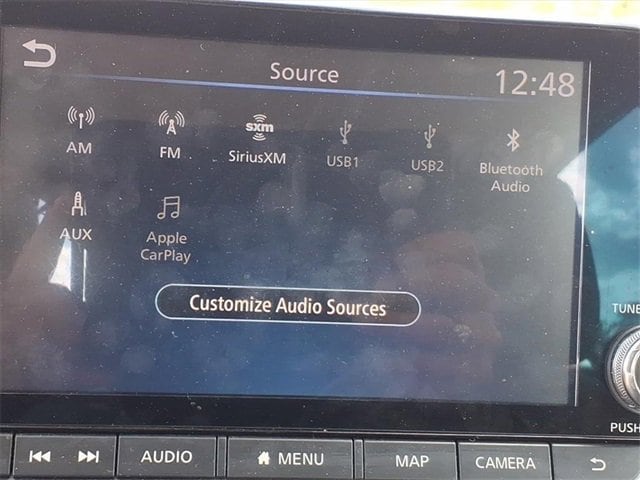 Source
12:48
AM
FM
sxm
SiriusXM
USB1
USB2
Bluetooth
Audio
AUX
Apple
CarPlay
Customize Audio Sources
TUNE
PUSH
AUDIO
MENU
MAP
CAMERA